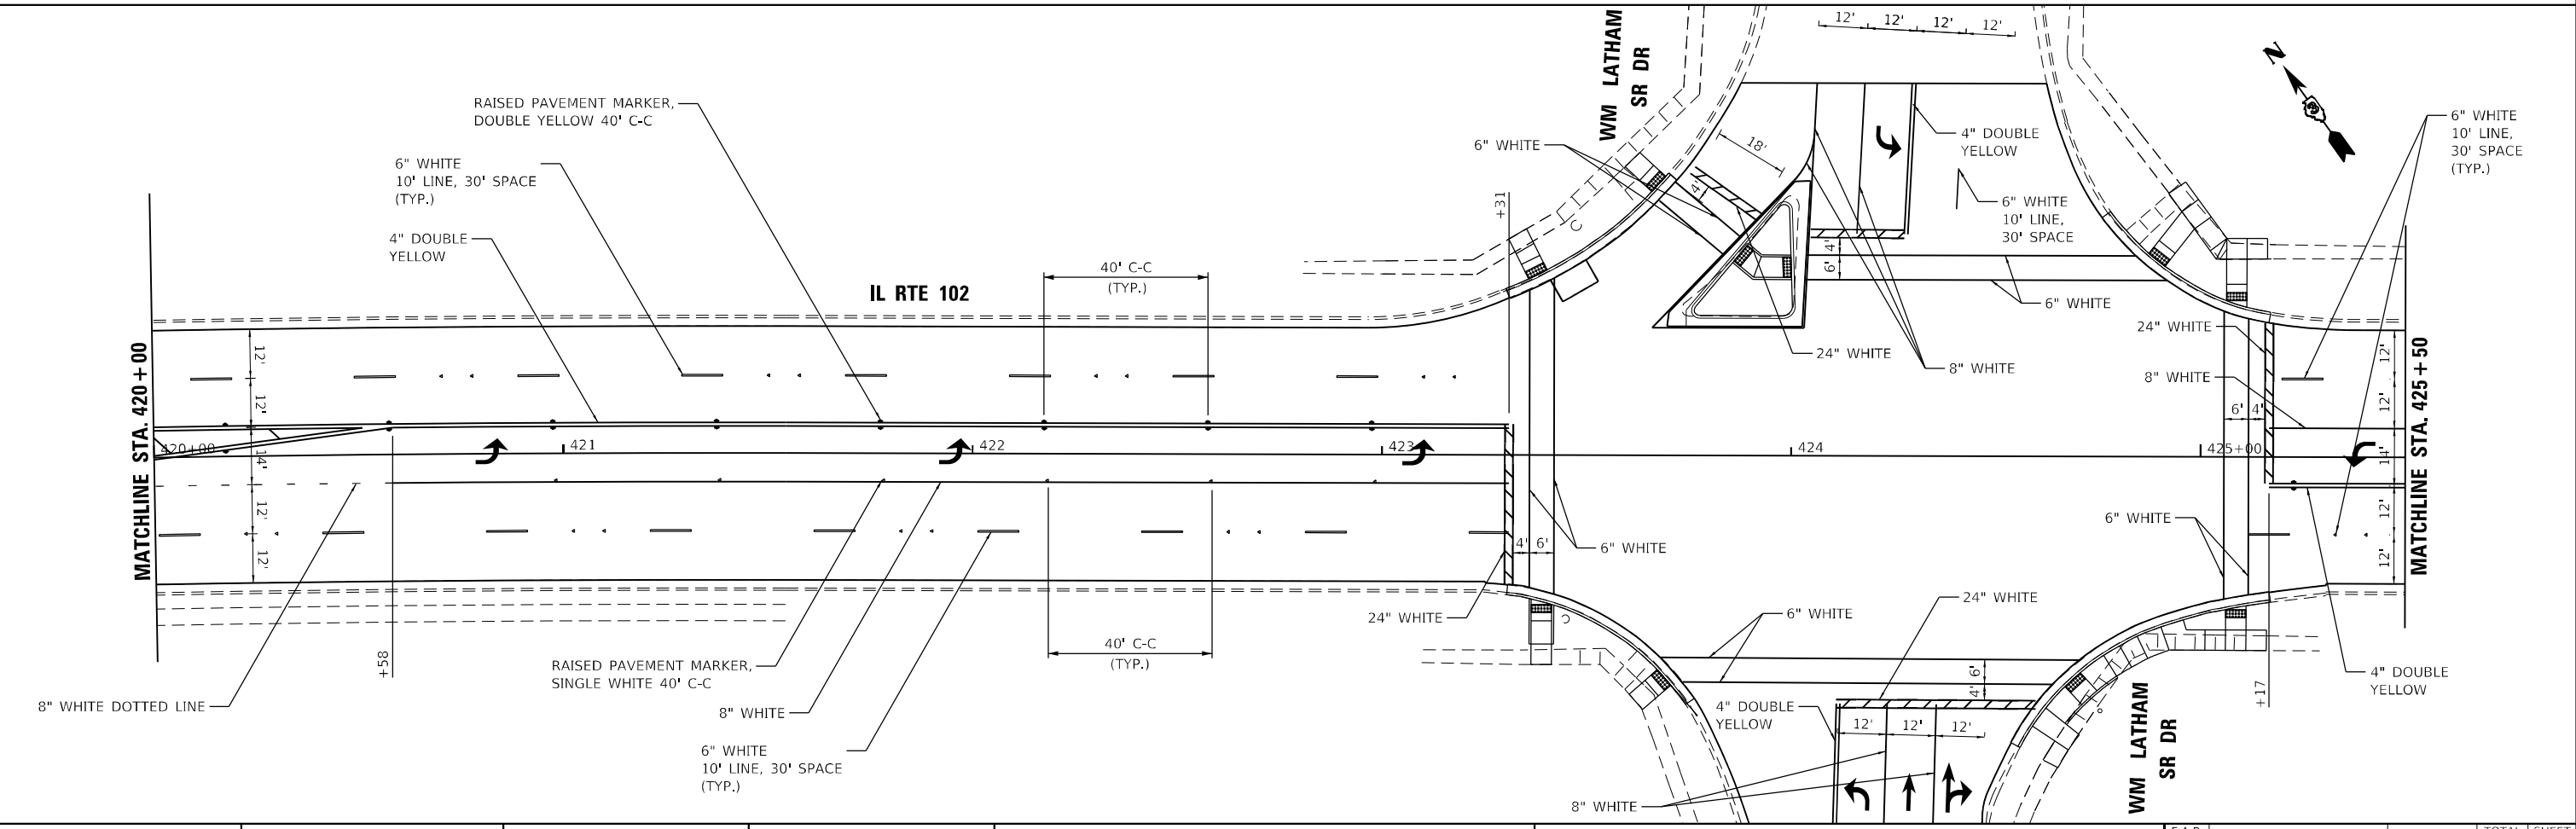 12' 12' 12' 12'
WM LATHAM
SR DR
N
3
RAISED PAVEMENT MARKER,
DOUBLE YELLOW 40' C-C
6" WHITE
10' LINE, 30' SPACE
(TYP.)
4" DOUBLE
YELLOW
6" WHITE
18'
4'
4" DOUBLE
YELLOW
6" WHITE
10' LINE,
30' SPACE
6" WHITE
10' LINE,
30' SPACE
(TYP.)
+31
4'
6'
6" WHITE
24" WHITE
8" WHITE
40' C-C
(TYP.)
IL RTE 102
24" WHITE
8" WHITE
MATCHLINE STA. 420+00
12'
12'
14'
12'
12'
420+00
421
422
423
424
425+00
6' 4'
12'
12'
14'
12'
12'
MATCHLINE STA. 425+50
4' 6'
6" WHITE
6" WHITE
24" WHITE
6" WHITE
24" WHITE
+58
40' C-C
(TYP.)
RAISED PAVEMENT MARKER,
SINGLE WHITE 40' C-C
8" WHITE DOTTED LINE
8" WHITE
6" WHITE
10' LINE, 30' SPACE
(TYP.)
6'
4'
4" DOUBLE
YELLOW
12' 12' 12'
8" WHITE
WM LATHAM
SR DR
+17
4" DOUBLE
YELLOW
F.A.P. TOTAL SHEET